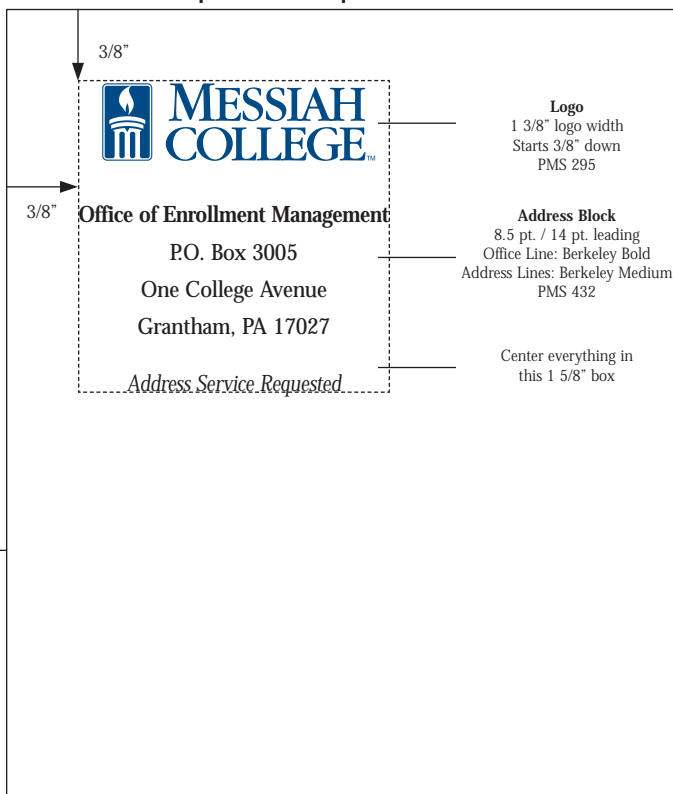 3/8”
MESSIAH
COLLEGE™
Logo
1 3/8” logo width
Starts 3/8” down
PMS 295
3/8”
Office of Enrollment Management
P.O. Box 3005
One College Avenue
Grantham, PA 17027
Address Service Requested
Address Block
8.5 pt. / 14 pt. leading
Office Line: Berkeley Bold
Address Lines: Berkeley Medium
PMS 432
Center everything in
this 1 5/8” box